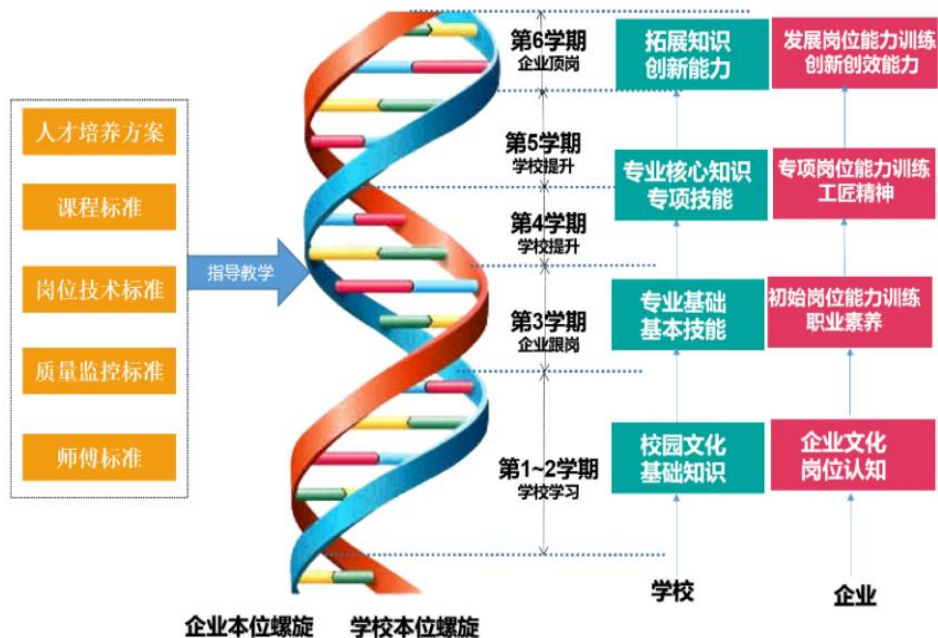 人才培养方案
课程标准
岗位技术标准
质量监控标准
师傅标准
指导教学
第6学期
企业顶岗
第5学期
学校提升
第4学期
学校提升
第3学期
企业跟岗
第1~2学期
学校学习
拓展知识
创新能力
专业核心知识
专项技能
专业基础
基本技能
校园文化
基础知识
学校
发展岗位能力训练
创新创效能力
专项岗位能力训练
工匠精神
初始岗位能力训练
职业素养
企业文化
岗位认知
企业
企业本位螺旋
学校本位螺旋